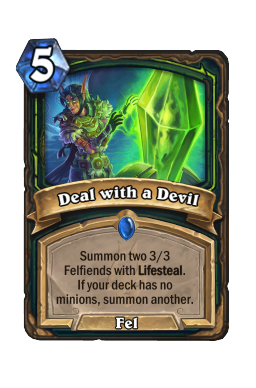 5
Deal with a Devil
Summon two 3/3
Felfiends with Lifesteal.
If your deck has no
minions, summon another.
Fel